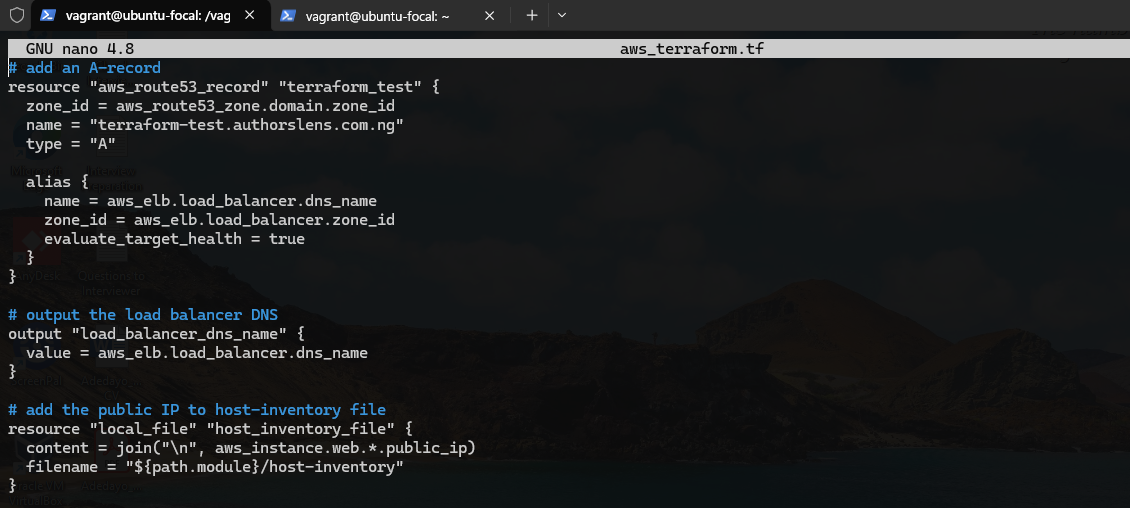 vagrant@ubuntu-focal: /vag
vagrant@ubuntu-focal: ~
GNU nano 4.8 aws_terraform.tf
# add an A-record
resource "aws_route53_record" "terraform_test" {
  zone_id = aws_route53_zone.domain.zone_id
  name = "terraform-test.authorslens.com.ng"
  type = "A"

  alias {
    name = aws_elb.load_balancer.dns_name
    zone_id = aws_elb.load_balancer.zone_id
    evaluate_target_health = true
  }
}

# output the load balancer DNS
output "load_balancer_dns_name" {
  value = aws_elb.load_balancer.dns_name
}

# add the public IP to host-inventory file
resource "local_file" "host_inventory_file" {
  content = join("\n", aws_instance.web.*.public_ip)
  filename = "${path.module}/host-inventory"
}